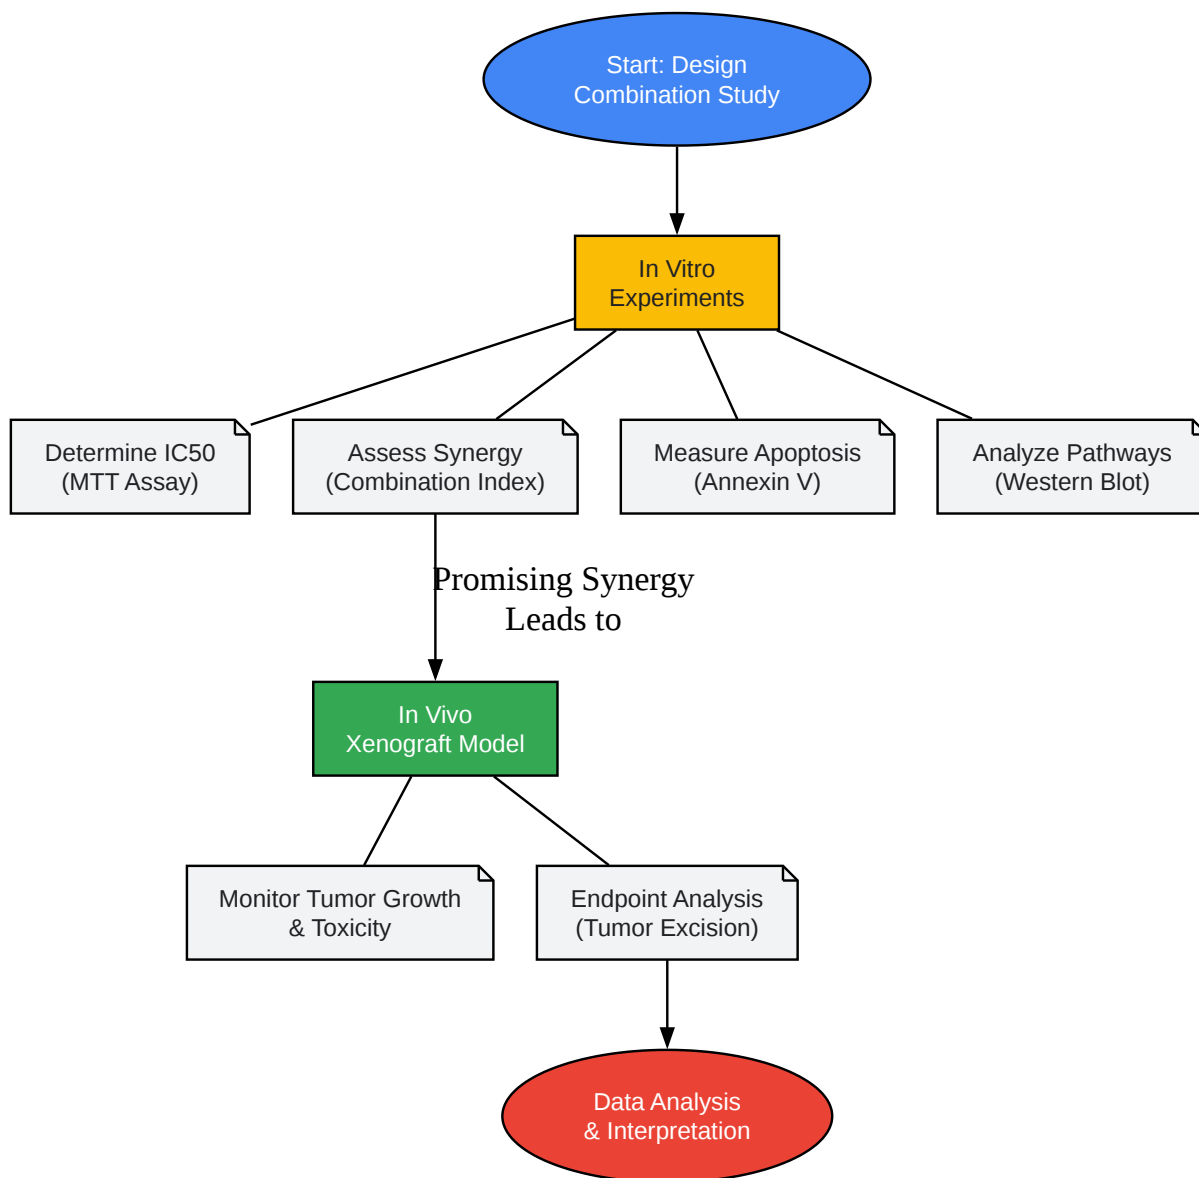 Start: Design
Combination Study
In Vitro
Experiments
Determine IC50
(MTT Assay)
Assess Synergy
(Combination Index)
Measure Apoptosis
(Annexin V)
Analyze Pathways
(Western Blot)
Promising Synergy
Leads to
In Vivo
Xenograft Model
Monitor Tumor Growth
& Toxicity
Endpoint Analysis
(Tumor Excision)
Data Analysis
& Interpretation